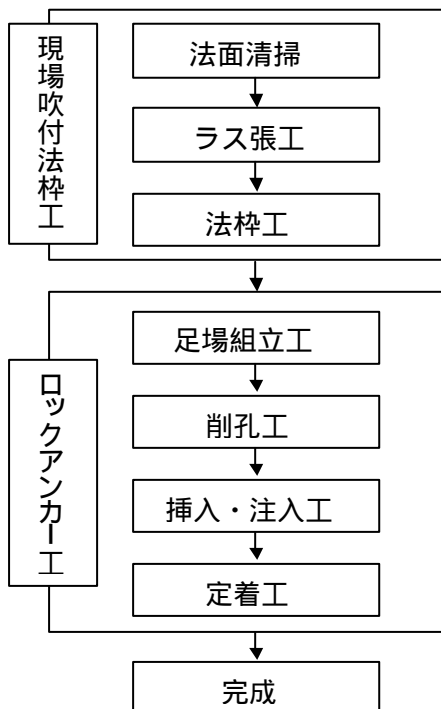 現場吹付法枠工
法面清掃
ラス張工
法枠工
ロックアンカー工
足場組立工
削孔工
挿入・注入工
定着工
完成